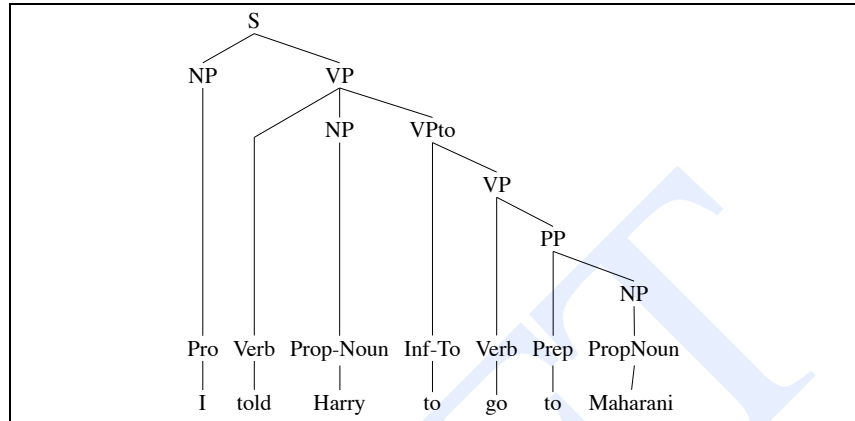 S
NP VP
NP VPto
VP
PP
NP
Pro Verb Prop-Noun Inf-To Verb Prep PropNoun
I told Harry to go to Maharani